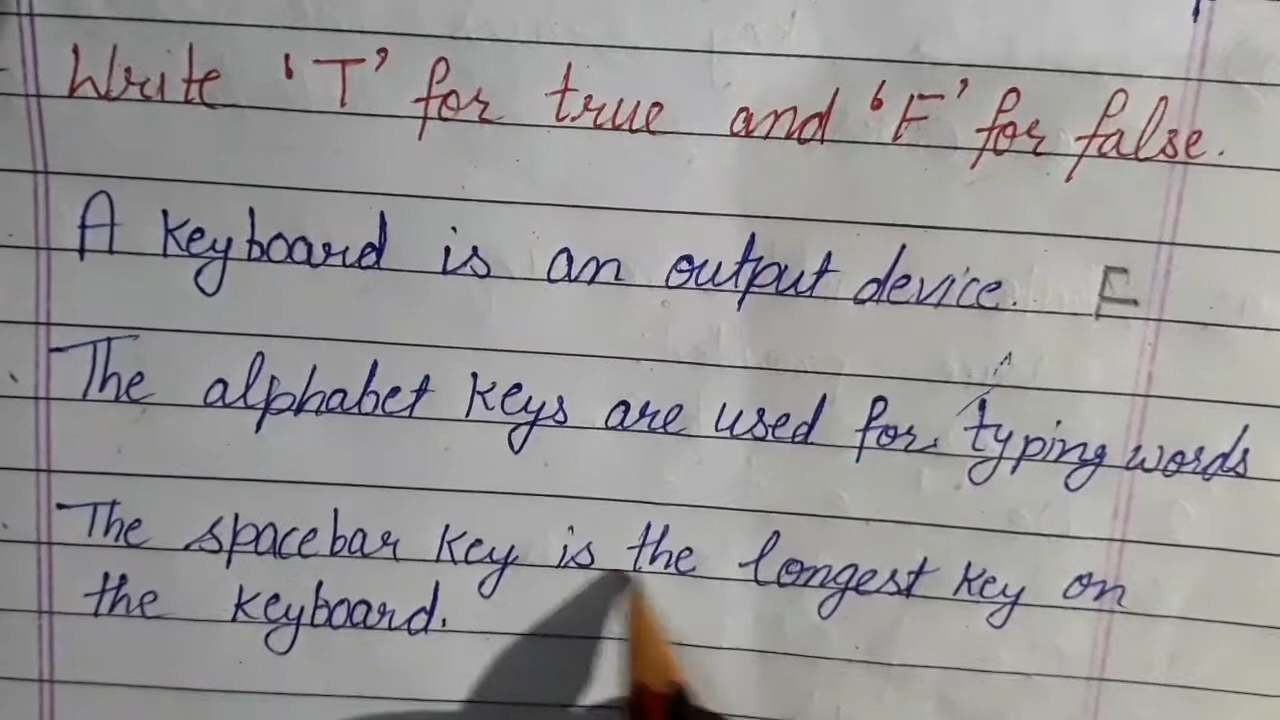 Write 'T' for true and 'F' for false.
A keyboard is an output device. F
The alphabet keys are used for typing words
The spacebar key is the longest key on
the keyboard.